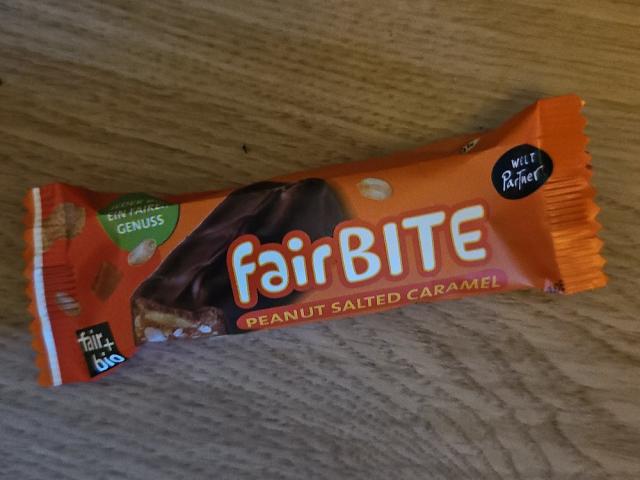 EIN FAIRER
GENUSS
WELT
PaRtner
fairBITE
PEANUT SALTED CARAMEL
fair+
bio